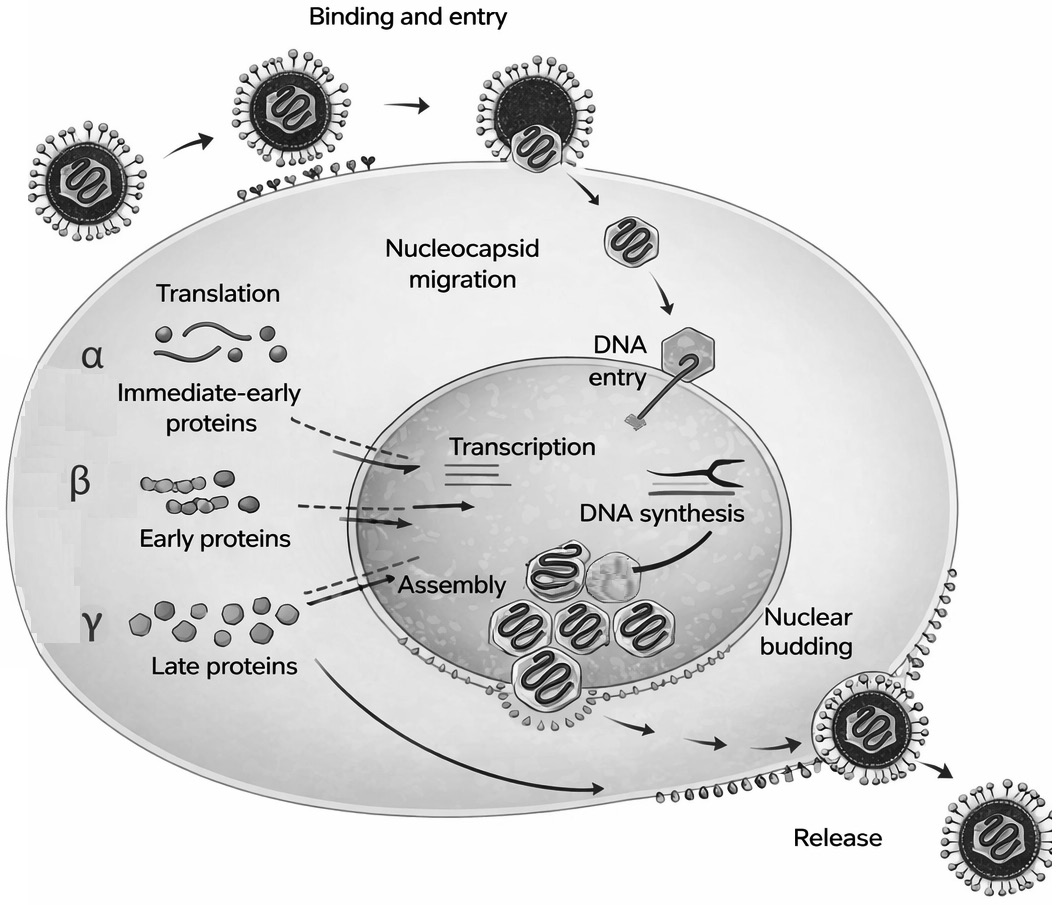 Binding and entry
Nucleocapsid
migration
Translation
α
Immediate-early
proteins
DNA
entry
Transcription
β
Early proteins
DNA synthesis
Assembly
γ
Late proteins
Nuclear
budding
Release